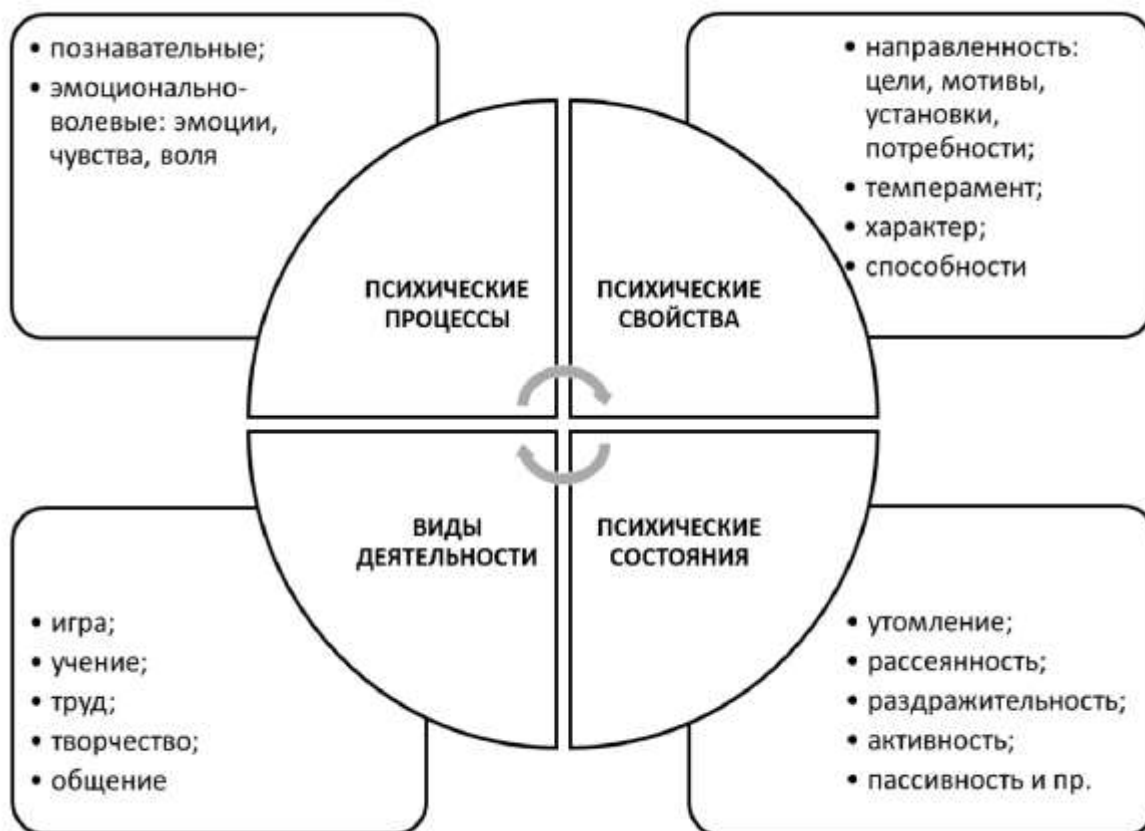 • познавательные;
• эмоционально-
волевые: эмоции,
чувства, воля
• направленность:
цели, мотивы,
установки,
потребности;
• темперамент;
• характер;
• способности
ПСИХИЧЕСКИЕ
ПРОЦЕССЫ
ПСИХИЧЕСКИЕ
СВОЙСТВА
ВИДЫ
ДЕЯТЕЛЬНОСТИ
ПСИХИЧЕСКИЕ
СОСТОЯНИЯ
• игра;
• учение;
• труд;
• творчество;
• общение
• утомление;
• рассеянность;
• раздражительность;
• активность;
• пассивность и пр.